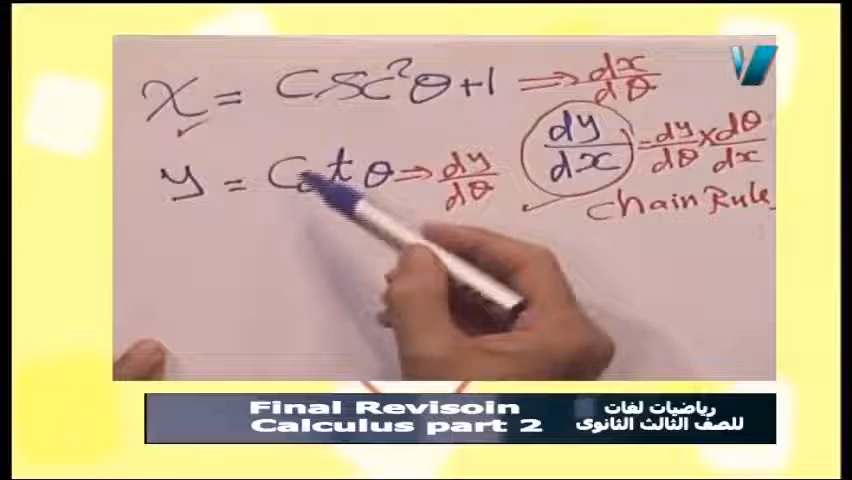 x = csc²θ + 1 ⇒ dx/dθ
y = cot θ ⇒ dy/dθ
dy/dx = dy/dθ × dθ/dx
chain Rule
Final Revisoin
Calculus part 2
رياضيات لغات
للصف الثالث الثانوى